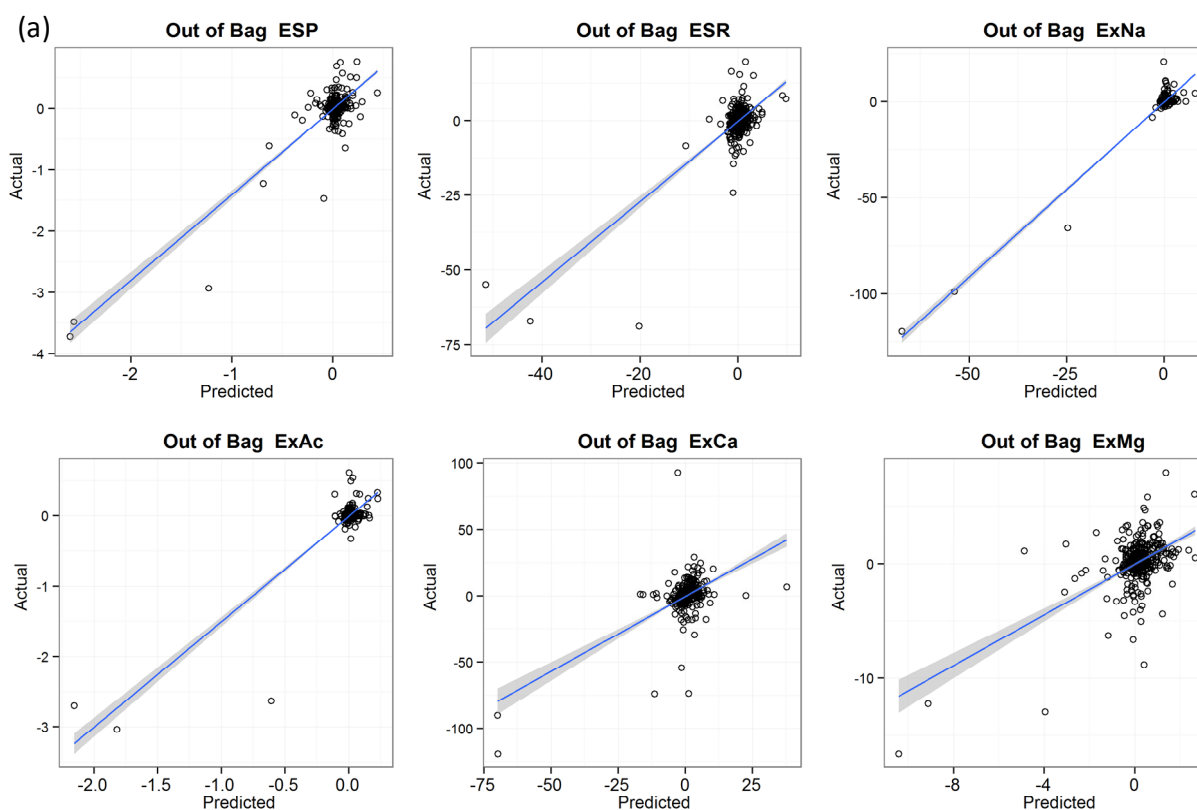 (a)
Out of Bag ESP
Out of Bag ESR
Out of Bag ExNa
Actual
0
-1
-2
-3
-4
-2
-1
0
Predicted
Actual
0
-25
-50
-75
-40
-20
0
Predicted
Actual
0
-50
-100
-50
0
Predicted
Out of Bag ExAc
Out of Bag ExCa
Out of Bag ExMg
Actual
0
-1
-2
-3
-2.0
-1.5
-1.0
-0.5
0.0
Predicted
Actual
100
50
0
-50
-100
-75
-50
-25
0
25
Predicted
Actual
0
-10
-8
-4
0
Predicted